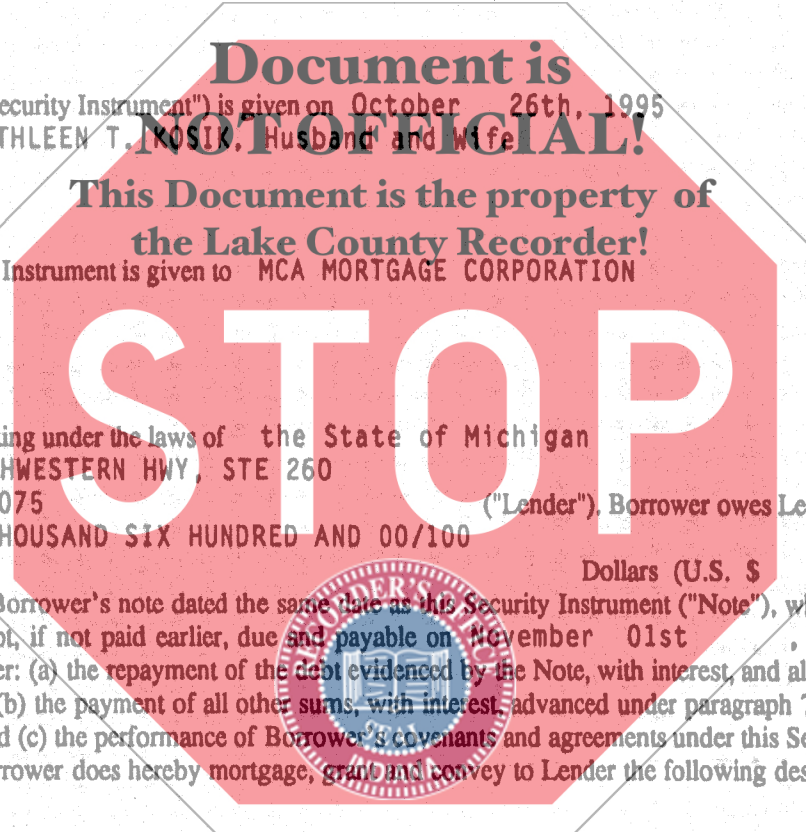 Document is
ecurity Instrument") is given on October 26th, 1995
THLEEN T. KOSIK, Husband and Wife
NOT OFFICIAL!
This Document is the property of
the Lake County Recorder!
Instrument is given to MCA MORTGAGE CORPORATION
STOP
ing under the laws of the State of Michigan
HWESTERN HWY, STE 260
075 ("Lender"). Borrower owes Le
HOUSAND SIX HUNDRED AND 00/100
Dollars (U.S. $
Borrower's note dated the same date as this Security Instrument ("Note"), w
t, if not paid earlier, due and payable on November 01st ,
er: (a) the repayment of the debt evidenced by the Note, with interest, and al
(b) the payment of all other sums, with interest, advanced under paragraph
d (c) the performance of Borrower's covenants and agreements under this Se
rrower does hereby mortgage, grant and convey to Lender the following des
SEAL
INDIANA